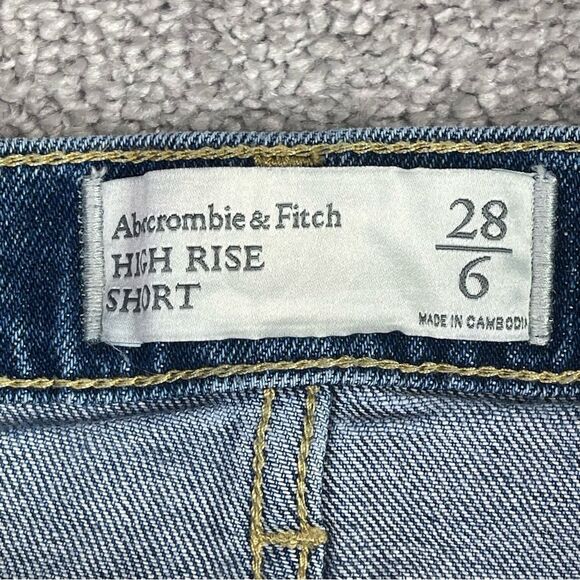 Abercrombie & Fitch
HIGH RISE
SHORT
28
6
MADE IN CAMBODIA